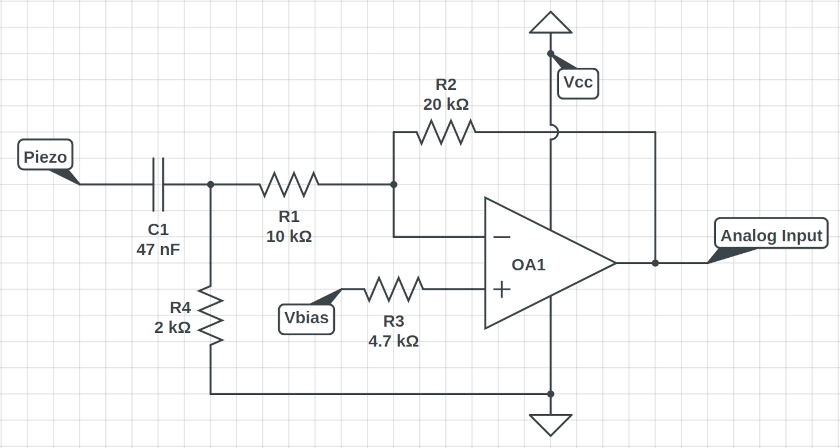 R2
20 kΩ
Vcc
Piezo
R1
10 kΩ
C1
47 nF
Analog Input
OA1
−
+
R4
2 kΩ
Vbias
R3
4.7 kΩ